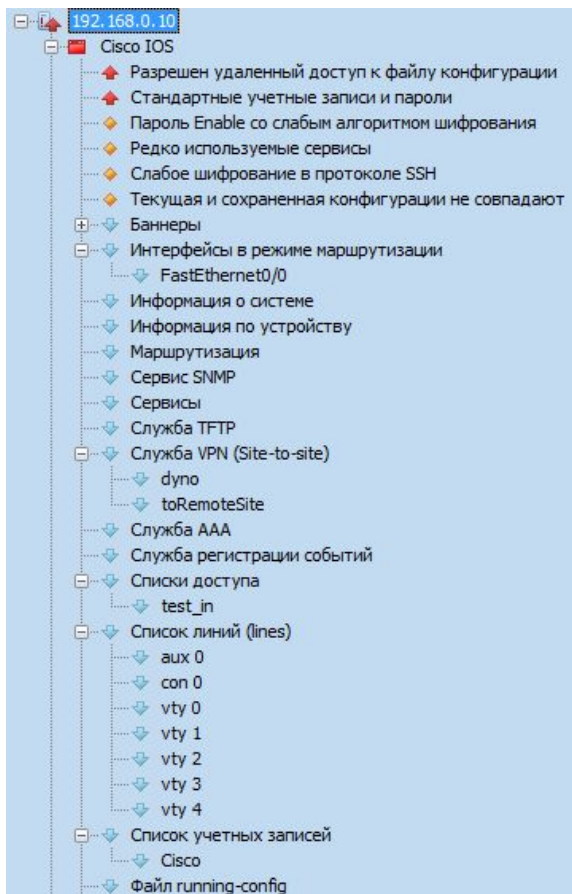 192.168.0.10
Cisco IOS
Разрешен удаленный доступ к файлу конфигурации
Стандартные учетные записи и пароли
Пароль Enable со слабым алгоритмом шифрования
Редко используемые сервисы
Слабое шифрование в протоколе SSH
Текущая и сохраненная конфигурации не совпадают
Баннеры
Интерфейсы в режиме маршрутизации
FastEthernet0/0
Информация о системе
Информация по устройству
Маршрутизация
Сервис SNMP
Сервисы
Служба TFTP
Служба VPN (Site-to-site)
dyno
toRemoteSite
Служба AAA
Служба регистрации событий
Списки доступа
test_in
Список линий (lines)
aux 0
con 0
vty 0
vty 1
vty 2
vty 3
vty 4
Список учетных записей
Cisco
Файл running-config